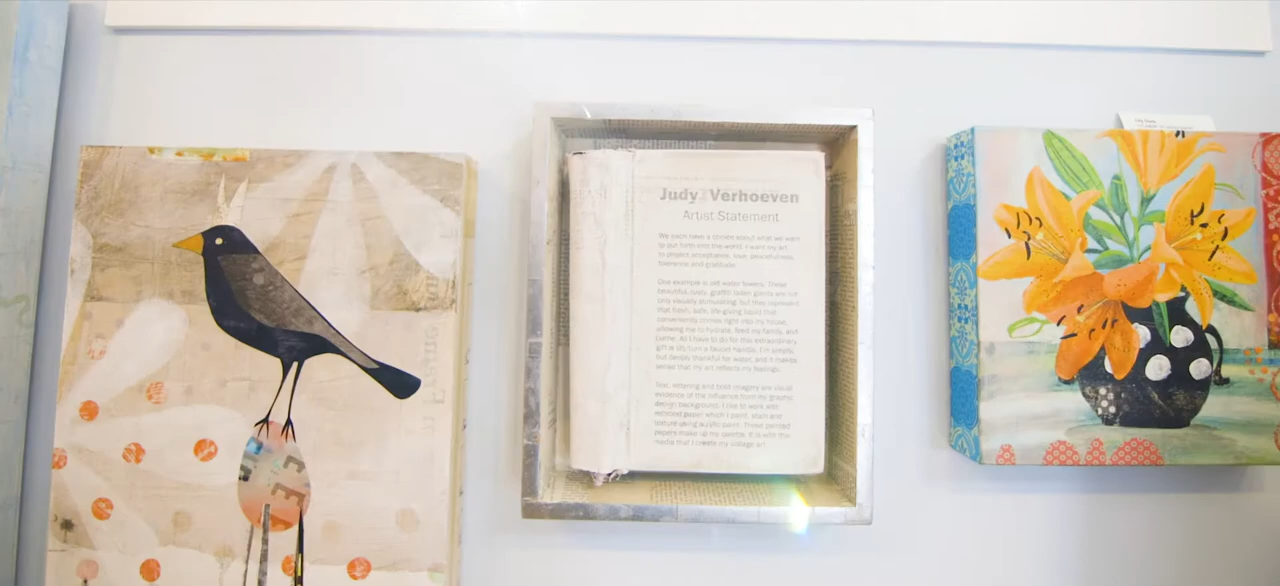 Judy Verhoeven
Artist Statement
We each have a choice about what we want
to put forth into the world. I want my art
to project acceptance, love, peacefulness,
tolerance and gratitude.
One example is old water towers. These
beautiful, rusty, graffiti laden giants are not
only visually stimulating, but they represent
that fresh, safe, life-giving liquid that
conveniently comes right into my house,
allowing me to hydrate, feed my family, and
bathe. All I have to do for this extraordinary
gift is to turn a faucet handle. I'm simply,
but deeply thankful for water, and it makes
sense that my art reflects my feelings.
Text, lettering and bold imagery are visual
evidence of the influence from my graphic
design background. I like to work with
recycled paper which I paint, stain and
texture using acrylic paint. These painted
papers make up my palette. It is with this
media that I create my collage art.
E
EE